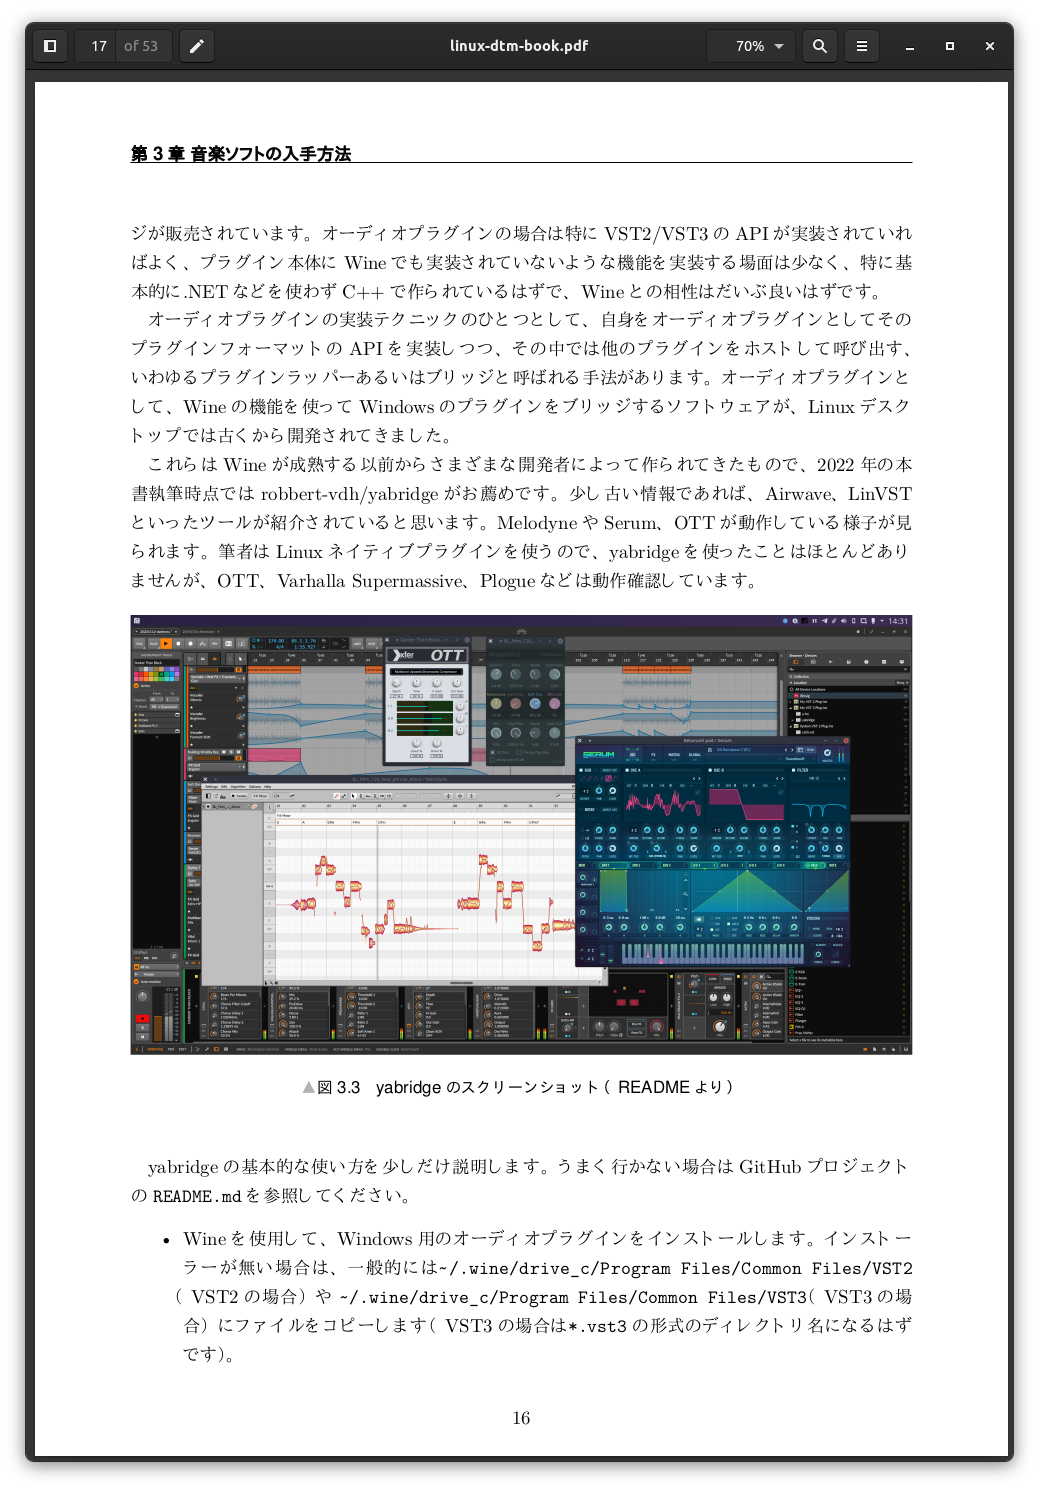 17 of 53
linux-dtm-book.pdf
70%
第 3 章 音楽ソフトの入手方法
ジが販売されています。オーディオプラグインの場合は特に VST2/VST3 の API が実装されていれ
ばよく、プラグイン本体に Wine でも実装されていないような機能を実装する場面は少なく、特に基
本的に.NET などを使わず C++ で作られているはずで、Wine との相性はだいぶ良いはずです。
オーディオプラグインの実装テクニックのひとつとして、自身をオーディオプラグインとしてその
プラグインフォーマットの API を実装しつつ、その中では他のプラグインをホストして呼び出す、
いわゆるプラグインラッパーあるいはブリッジと呼ばれる手法があります。オーディオプラグインと
して、Wine の機能を使って Windows のプラグインをブリッジするソフトウェアが、Linux デスク
トップでは古くから開発されてきました。
これらは Wine が成熟する以前からさまざまな開発者によって作られてきたもので、2022 年の本
書執筆時点では robbert-vdh/yabridge がお薦めです。少し古い情報であれば、Airwave、LinVST
といったツールが紹介されていると思います。Melodyne や Serum、OTT が動作している様子が見
られます。筆者は Linux ネイティブプラグインを使うので、yabridge を使ったことはほとんどあり
ませんが、OTT、Varhalla Supermassive、Plogue などは動作確認しています。
14:31
OTT
Resonant pad / Serum
SERUM
▲図 3.3 yabridge のスクリーンショット( README より)
yabridge の基本的な使い方を少しだけ説明します。うまく行かない場合は GitHub プロジェクト
の README.md を参照してください。
• Wine を使用して、Windows 用のオーディオプラグインをインストールします。インストー
ラーが無い場合は、一般的には~/.wine/drive_c/Program Files/Common Files/VST2
( VST2 の場合) や ~/.wine/drive_c/Program Files/Common Files/VST3( VST3 の場
合) にファイルをコピーします( VST3 の場合は*.vst3 の形式のディレクトリ名になるはず
です)。
16